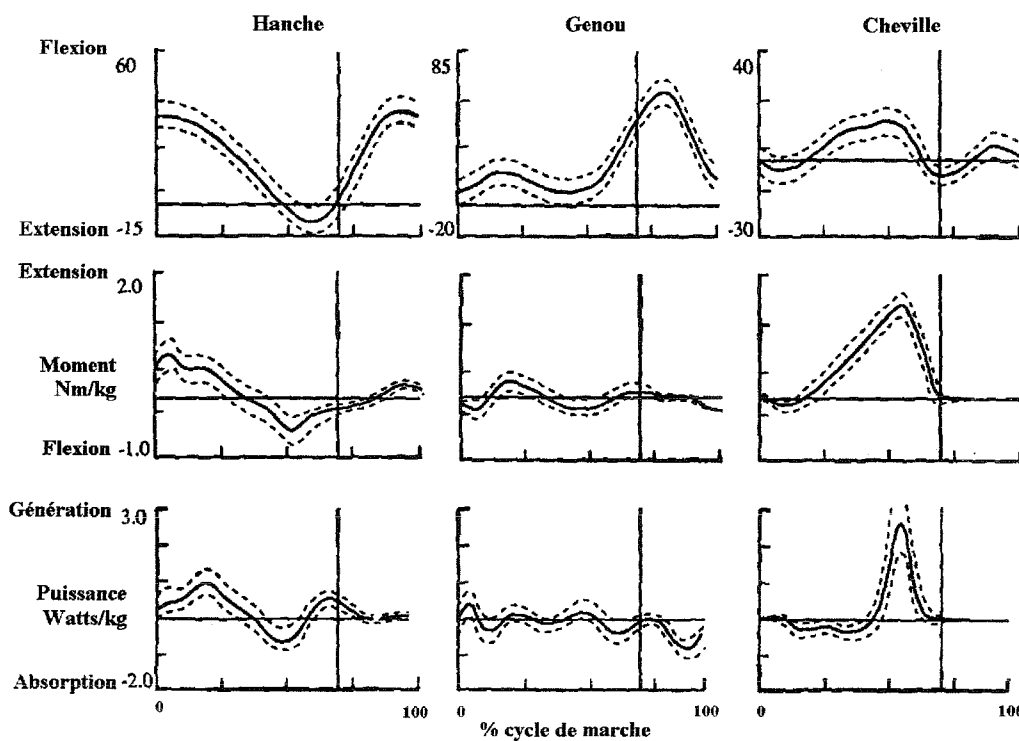 Hanche Genou Cheville
Flexion
60 85 40
Extension -15 -20 -30
Extension
2.0
Moment
Nm/kg
Flexion -1.0
Génération
3.0
Puissance
Watts/kg
Absorption -2.0
0 100 0 100 0 100
% cycle de marche